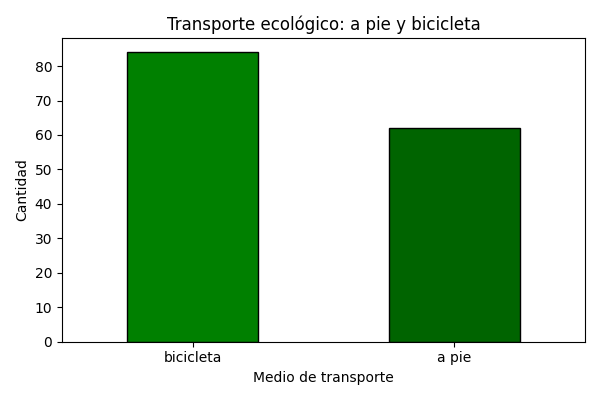 Transporte ecológico: a pie y bicicleta
Cantidad
80
70
60
50
40
30
20
10
0
bicicleta a pie
Medio de transporte